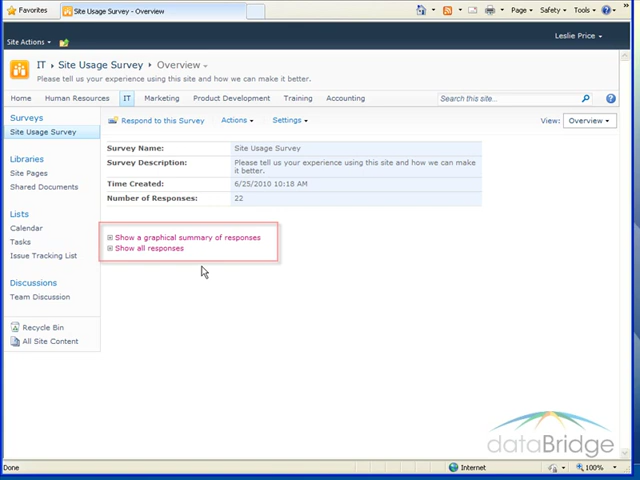 Favorites
Site Usage Survey - Overview
Page
Safety
Tools
Site Actions
Leslie Price
IT
Site Usage Survey
Overview
Please tell us your experience using this site and how we can make it better.
Home
Human Resources
IT
Marketing
Product Development
Training
Accounting
Search this site...
Surveys
Site Usage Survey
Libraries
Site Pages
Shared Documents
Lists
Calendar
Tasks
Issue Tracking List
Discussions
Team Discussion
Recycle Bin
All Site Content
Respond to this Survey
Actions
Settings
View:
Overview
Survey Name: Site Usage Survey
Survey Description: Please tell us your experience using this site and how we can make
it better.
Time Created: 6/25/2010 10:18 AM
Number of Responses: 22
Show a graphical summary of responses
Show all responses
dataBridge
Done
Internet
100%